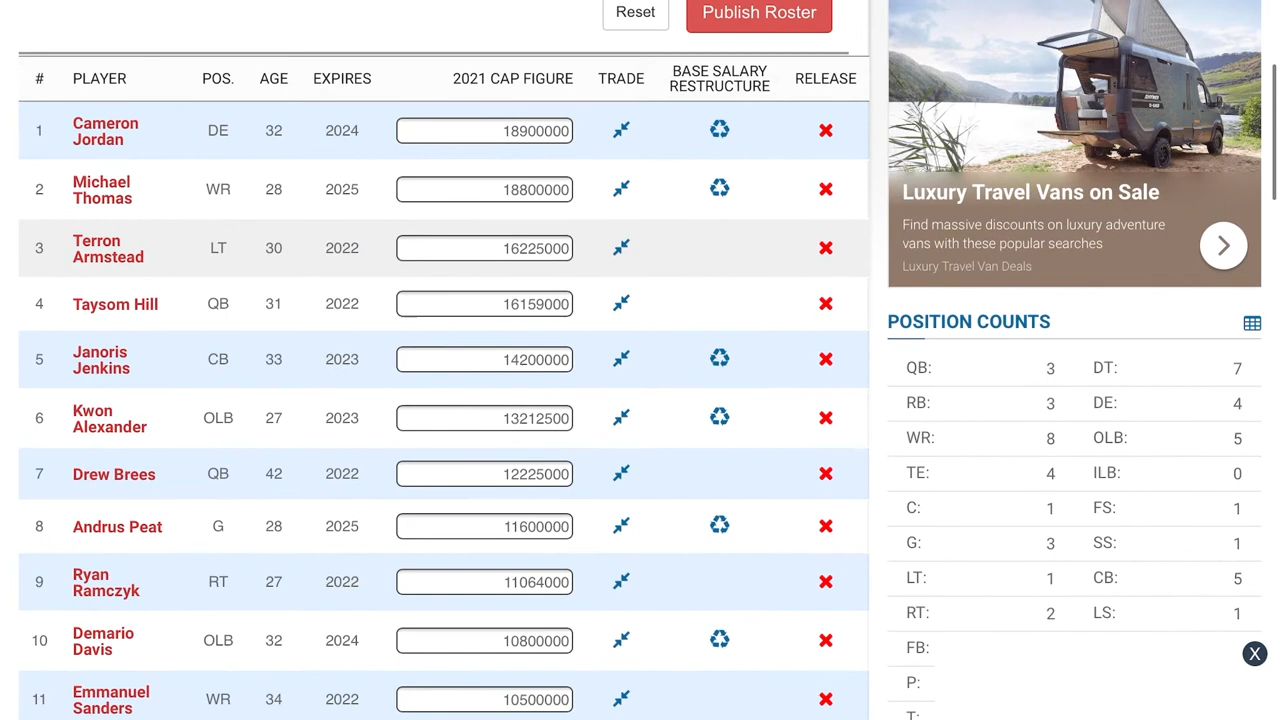 Reset
Publish Roster
# PLAYER POS. AGE EXPIRES 2021 CAP FIGURE TRADE BASE SALARY RESTRUCTURE RELEASE
1 Cameron Jordan DE 32 2024 18900000
2 Michael Thomas WR 28 2025 18800000
3 Terron Armstead LT 30 2022 16225000
4 Taysom Hill QB 31 2022 16159000
5 Janoris Jenkins CB 33 2023 14200000
6 Kwon Alexander OLB 27 2023 13212500
7 Drew Brees QB 42 2022 12225000
8 Andrus Peat G 28 2025 11600000
9 Ryan Ramczyk RT 27 2022 11064000
10 Demario Davis OLB 32 2024 10800000
11 Emmanuel Sanders WR 34 2022 10500000
Luxury Travel Vans on Sale
Find massive discounts on luxury adventure
vans with these popular searches
Luxury Travel Van Deals
POSITION COUNTS
QB: 3 DT: 7
RB: 3 DE: 4
WR: 8 OLB: 5
TE: 4 ILB: 0
C: 1 FS: 1
G: 3 SS: 1
LT: 1 CB: 5
RT: 2 LS: 1
FB:
X
P:
T: